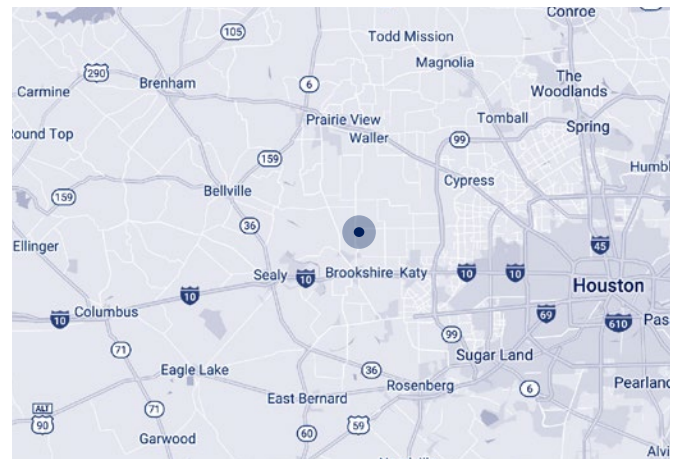 Conroe
105
Todd Mission
Magnolia
290
Brenham
6
The
Woodlands
Carmine
Prairie View
Tomball
Spring
Round Top
Waller
99
159
Humbl
Cypress
159
Bellville
36
Ellinger
45
Sealy
10
Brookshire
Katy
10
10
Houston
10
Columbus
10
69
610
Pas
99
71
Sugar Land
Eagle Lake
36
Rosenberg
6
Pearland
East Bernard
ALT
90
71
59
60
Garwood
Alvi